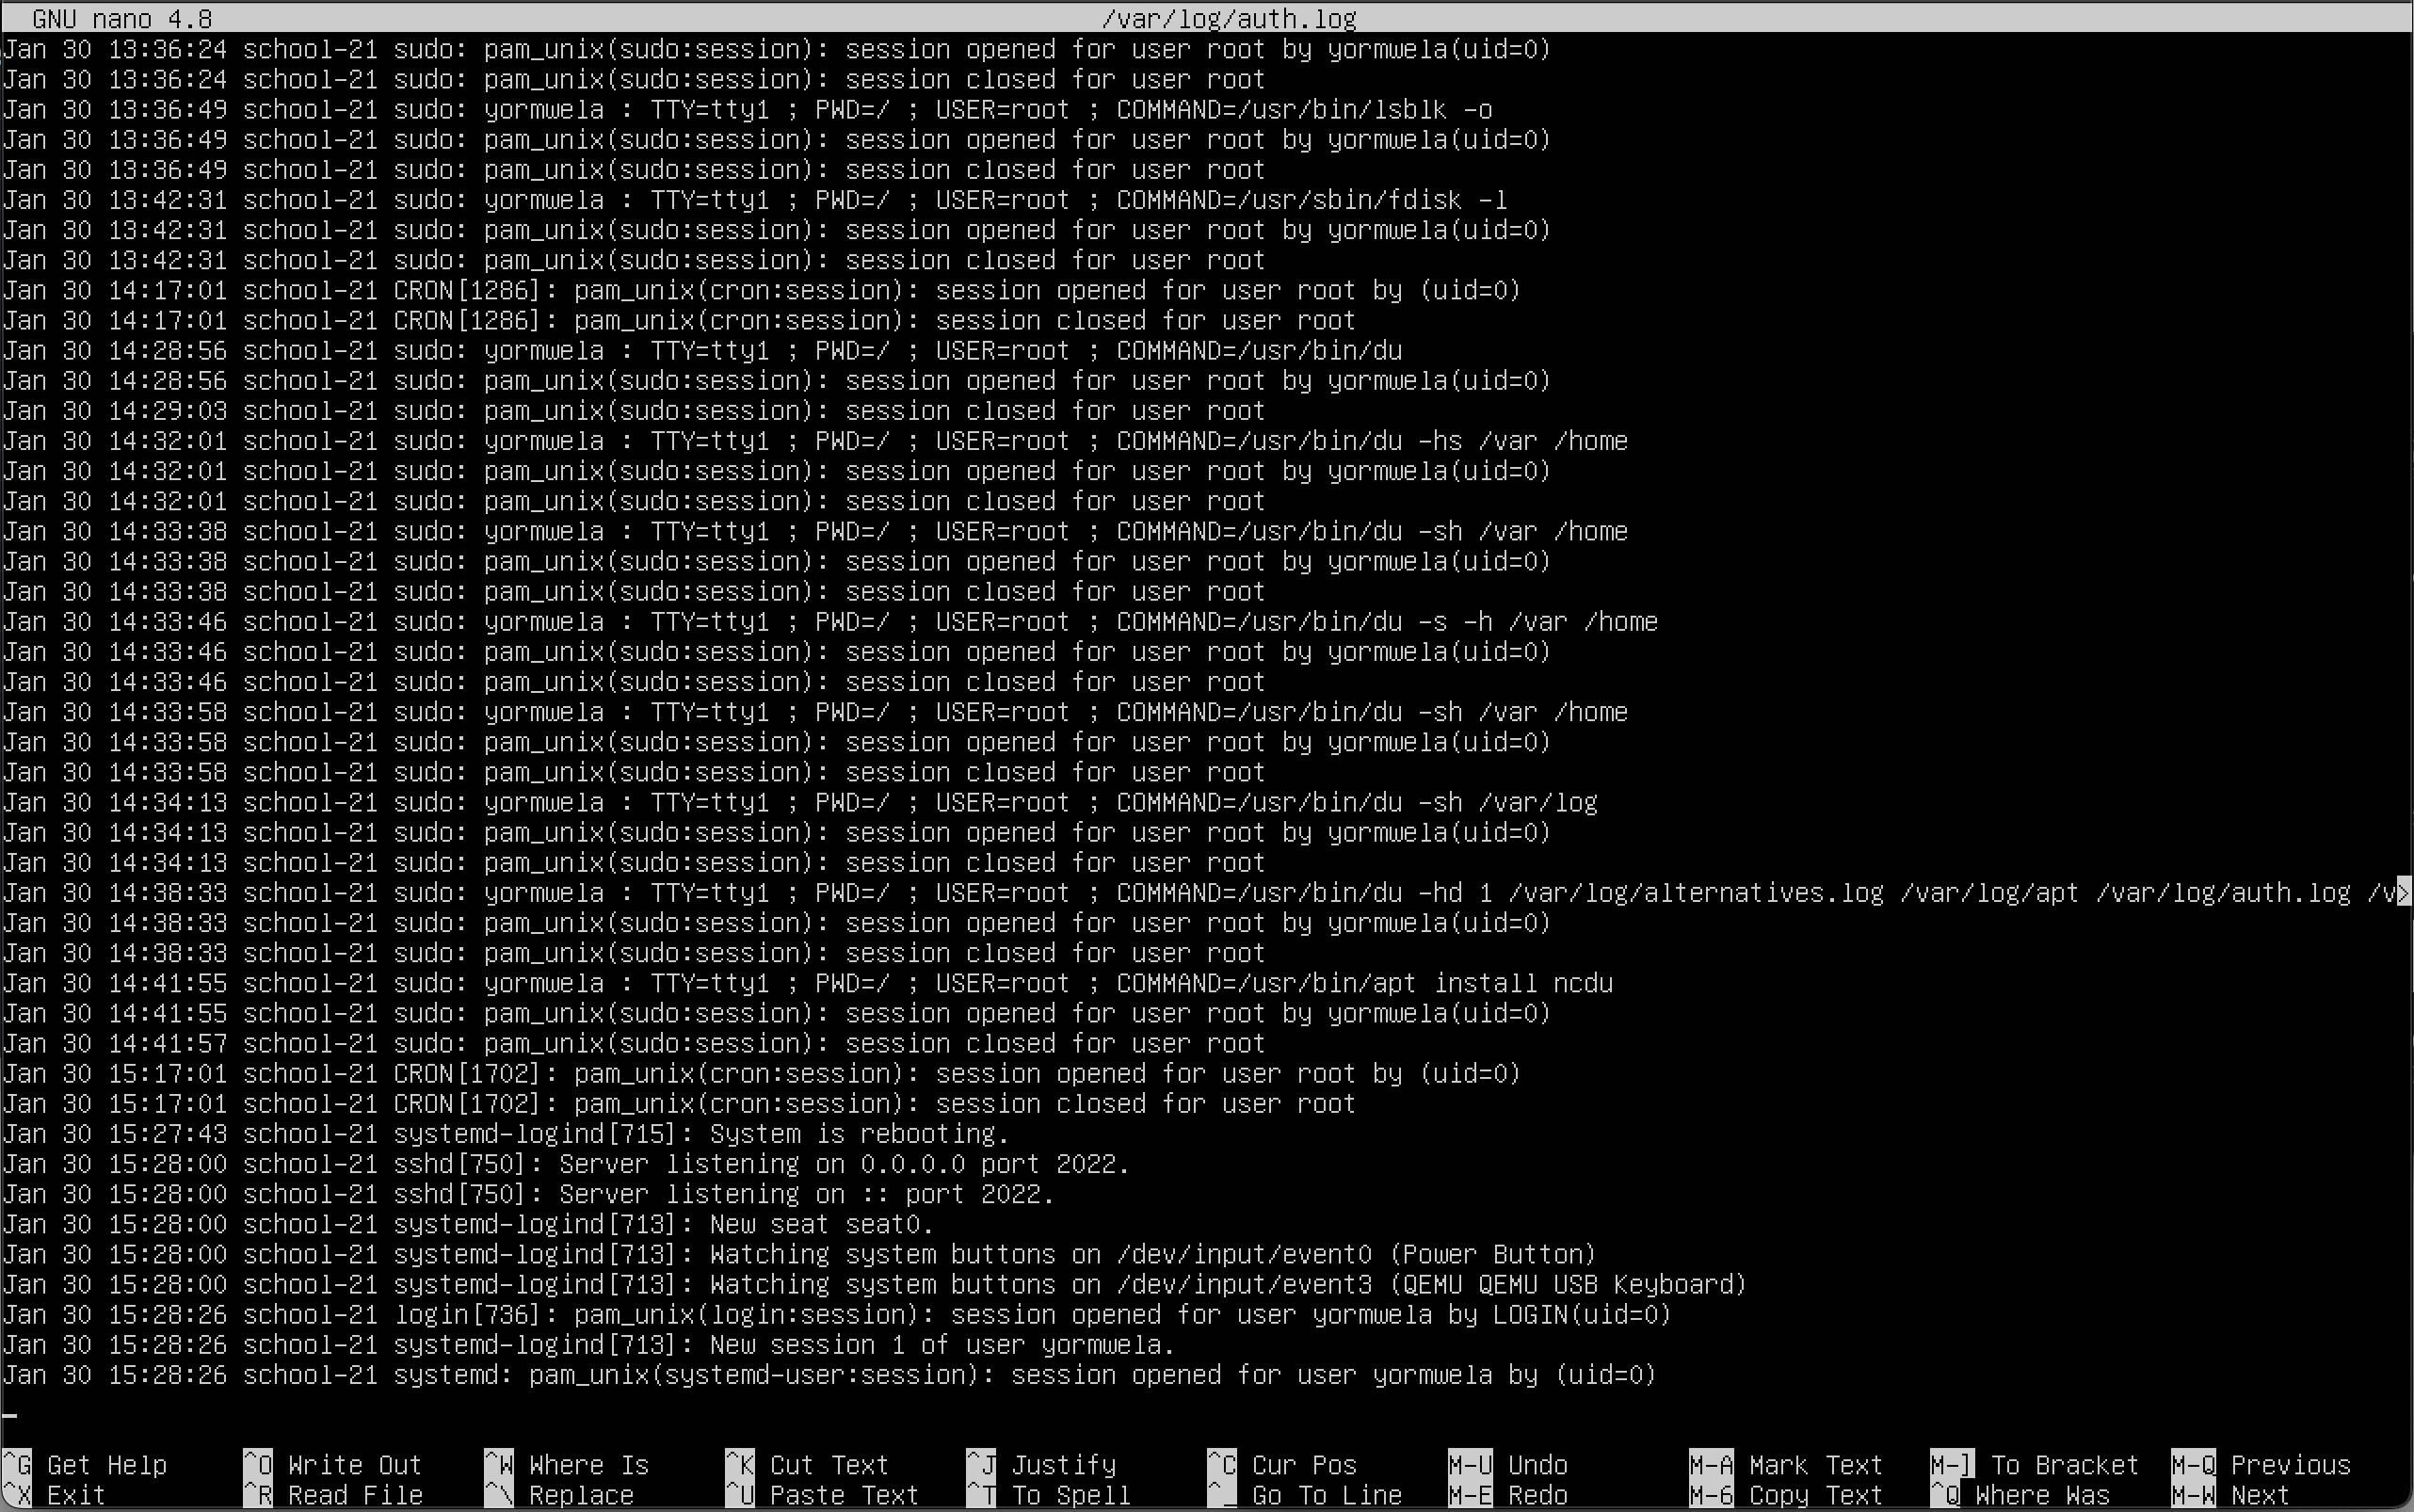 GNU nano 4.8 /var/log/auth.log
Jan 30 13:36:24 school-21 sudo: pam_unix(sudo:session): session opened for user root by yormwela(uid=0)
Jan 30 13:36:24 school-21 sudo: pam_unix(sudo:session): session closed for user root
Jan 30 13:36:49 school-21 sudo: yormwela : TTY=tty1 ; PWD=/ ; USER=root ; COMMAND=/usr/bin/lsblk -o
Jan 30 13:36:49 school-21 sudo: pam_unix(sudo:session): session opened for user root by yormwela(uid=0)
Jan 30 13:36:49 school-21 sudo: pam_unix(sudo:session): session closed for user root
Jan 30 13:42:31 school-21 sudo: yormwela : TTY=tty1 ; PWD=/ ; USER=root ; COMMAND=/usr/sbin/fdisk -l
Jan 30 13:42:31 school-21 sudo: pam_unix(sudo:session): session opened for user root by yormwela(uid=0)
Jan 30 13:42:31 school-21 sudo: pam_unix(sudo:session): session closed for user root
Jan 30 14:17:01 school-21 CRON[1286]: pam_unix(cron:session): session opened for user root by (uid=0)
Jan 30 14:17:01 school-21 CRON[1286]: pam_unix(cron:session): session closed for user root
Jan 30 14:28:56 school-21 sudo: yormwela : TTY=tty1 ; PWD=/ ; USER=root ; COMMAND=/usr/bin/du
Jan 30 14:28:56 school-21 sudo: pam_unix(sudo:session): session opened for user root by yormwela(uid=0)
Jan 30 14:29:03 school-21 sudo: pam_unix(sudo:session): session closed for user root
Jan 30 14:32:01 school-21 sudo: yormwela : TTY=tty1 ; PWD=/ ; USER=root ; COMMAND=/usr/bin/du -hs /var /home
Jan 30 14:32:01 school-21 sudo: pam_unix(sudo:session): session opened for user root by yormwela(uid=0)
Jan 30 14:32:01 school-21 sudo: pam_unix(sudo:session): session closed for user root
Jan 30 14:33:38 school-21 sudo: yormwela : TTY=tty1 ; PWD=/ ; USER=root ; COMMAND=/usr/bin/du -sh /var /home
Jan 30 14:33:38 school-21 sudo: pam_unix(sudo:session): session opened for user root by yormwela(uid=0)
Jan 30 14:33:38 school-21 sudo: pam_unix(sudo:session): session closed for user root
Jan 30 14:33:46 school-21 sudo: yormwela : TTY=tty1 ; PWD=/ ; USER=root ; COMMAND=/usr/bin/du -s -h /var /home
Jan 30 14:33:46 school-21 sudo: pam_unix(sudo:session): session opened for user root by yormwela(uid=0)
Jan 30 14:33:46 school-21 sudo: pam_unix(sudo:session): session closed for user root
Jan 30 14:33:58 school-21 sudo: yormwela : TTY=tty1 ; PWD=/ ; USER=root ; COMMAND=/usr/bin/du -sh /var /home
Jan 30 14:33:58 school-21 sudo: pam_unix(sudo:session): session opened for user root by yormwela(uid=0)
Jan 30 14:33:58 school-21 sudo: pam_unix(sudo:session): session closed for user root
Jan 30 14:34:13 school-21 sudo: yormwela : TTY=tty1 ; PWD=/ ; USER=root ; COMMAND=/usr/bin/du -sh /var/log
Jan 30 14:34:13 school-21 sudo: pam_unix(sudo:session): session opened for user root by yormwela(uid=0)
Jan 30 14:34:13 school-21 sudo: pam_unix(sudo:session): session closed for user root
Jan 30 14:38:33 school-21 sudo: yormwela : TTY=tty1 ; PWD=/ ; USER=root ; COMMAND=/usr/bin/du -hd 1 /var/log/alternatives.log /var/log/apt /var/log/auth.log /v>
Jan 30 14:38:33 school-21 sudo: pam_unix(sudo:session): session opened for user root by yormwela(uid=0)
Jan 30 14:38:33 school-21 sudo: pam_unix(sudo:session): session closed for user root
Jan 30 14:41:55 school-21 sudo: yormwela : TTY=tty1 ; PWD=/ ; USER=root ; COMMAND=/usr/bin/apt install ncdu
Jan 30 14:41:55 school-21 sudo: pam_unix(sudo:session): session opened for user root by yormwela(uid=0)
Jan 30 14:41:57 school-21 sudo: pam_unix(sudo:session): session closed for user root
Jan 30 15:17:01 school-21 CRON[1702]: pam_unix(cron:session): session opened for user root by (uid=0)
Jan 30 15:17:01 school-21 CRON[1702]: pam_unix(cron:session): session closed for user root
Jan 30 15:27:43 school-21 systemd-logind[715]: System is rebooting.
Jan 30 15:28:00 school-21 sshd[750]: Server listening on 0.0.0.0 port 2022.
Jan 30 15:28:00 school-21 sshd[750]: Server listening on :: port 2022.
Jan 30 15:28:00 school-21 systemd-logind[713]: New seat seat0.
Jan 30 15:28:00 school-21 systemd-logind[713]: Watching system buttons on /dev/input/event0 (Power Button)
Jan 30 15:28:00 school-21 systemd-logind[713]: Watching system buttons on /dev/input/event3 (QEMU QEMU USB Keyboard)
Jan 30 15:28:26 school-21 login[736]: pam_unix(login:session): session opened for user yormwela by LOGIN(uid=0)
Jan 30 15:28:26 school-21 systemd-logind[713]: New session 1 of user yormwela.
Jan 30 15:28:26 school-21 systemd: pam_unix(systemd-user:session): session opened for user yormwela by (uid=0)
^G Get Help ^O Write Out ^W Where Is ^K Cut Text ^J Justify ^C Cur Pos M-U Undo M-A Mark Text M-] To Bracket M-Q Previous
^X Exit ^R Read File ^\ Replace ^U Paste Text ^T To Spell ^_ Go To Line M-E Redo M-6 Copy Text ^Q Where Was M-W Next